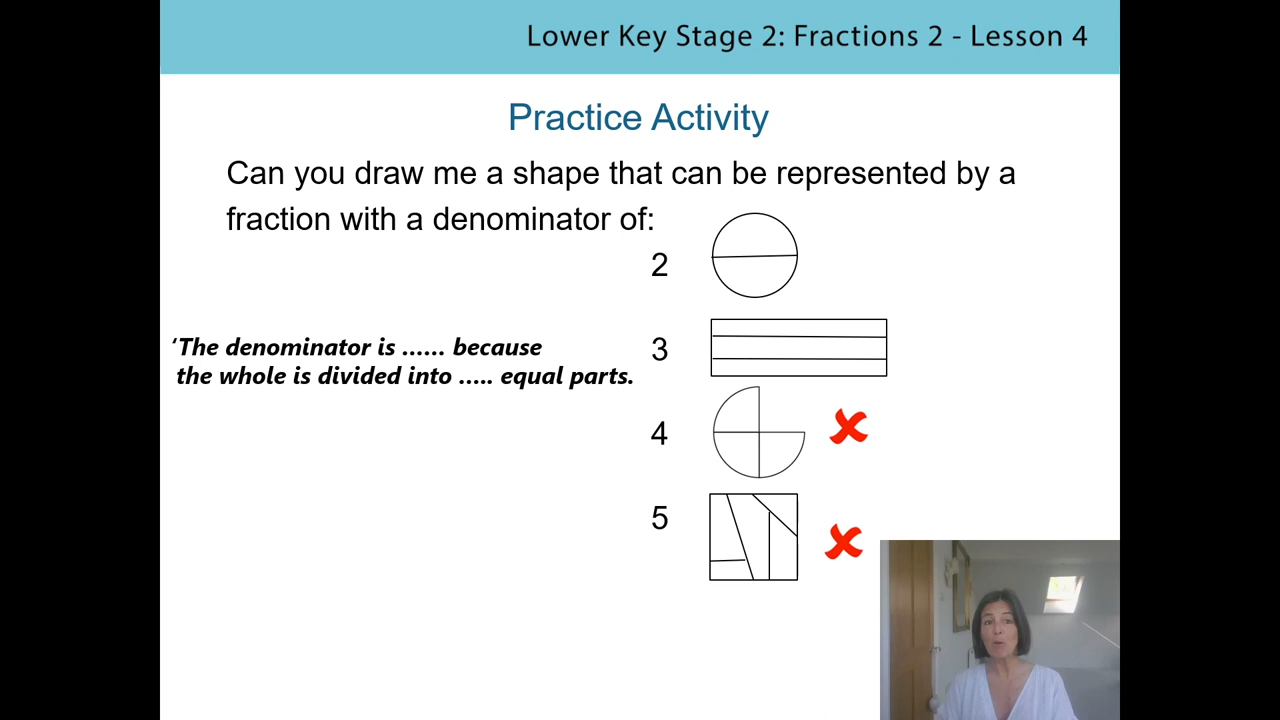 Lower Key Stage 2: Fractions 2 - Lesson 4
Practice Activity
Can you draw me a shape that can be represented by a
fraction with a denominator of:
2
‘The denominator is ...... because
the whole is divided into ..... equal parts.
3
4
5